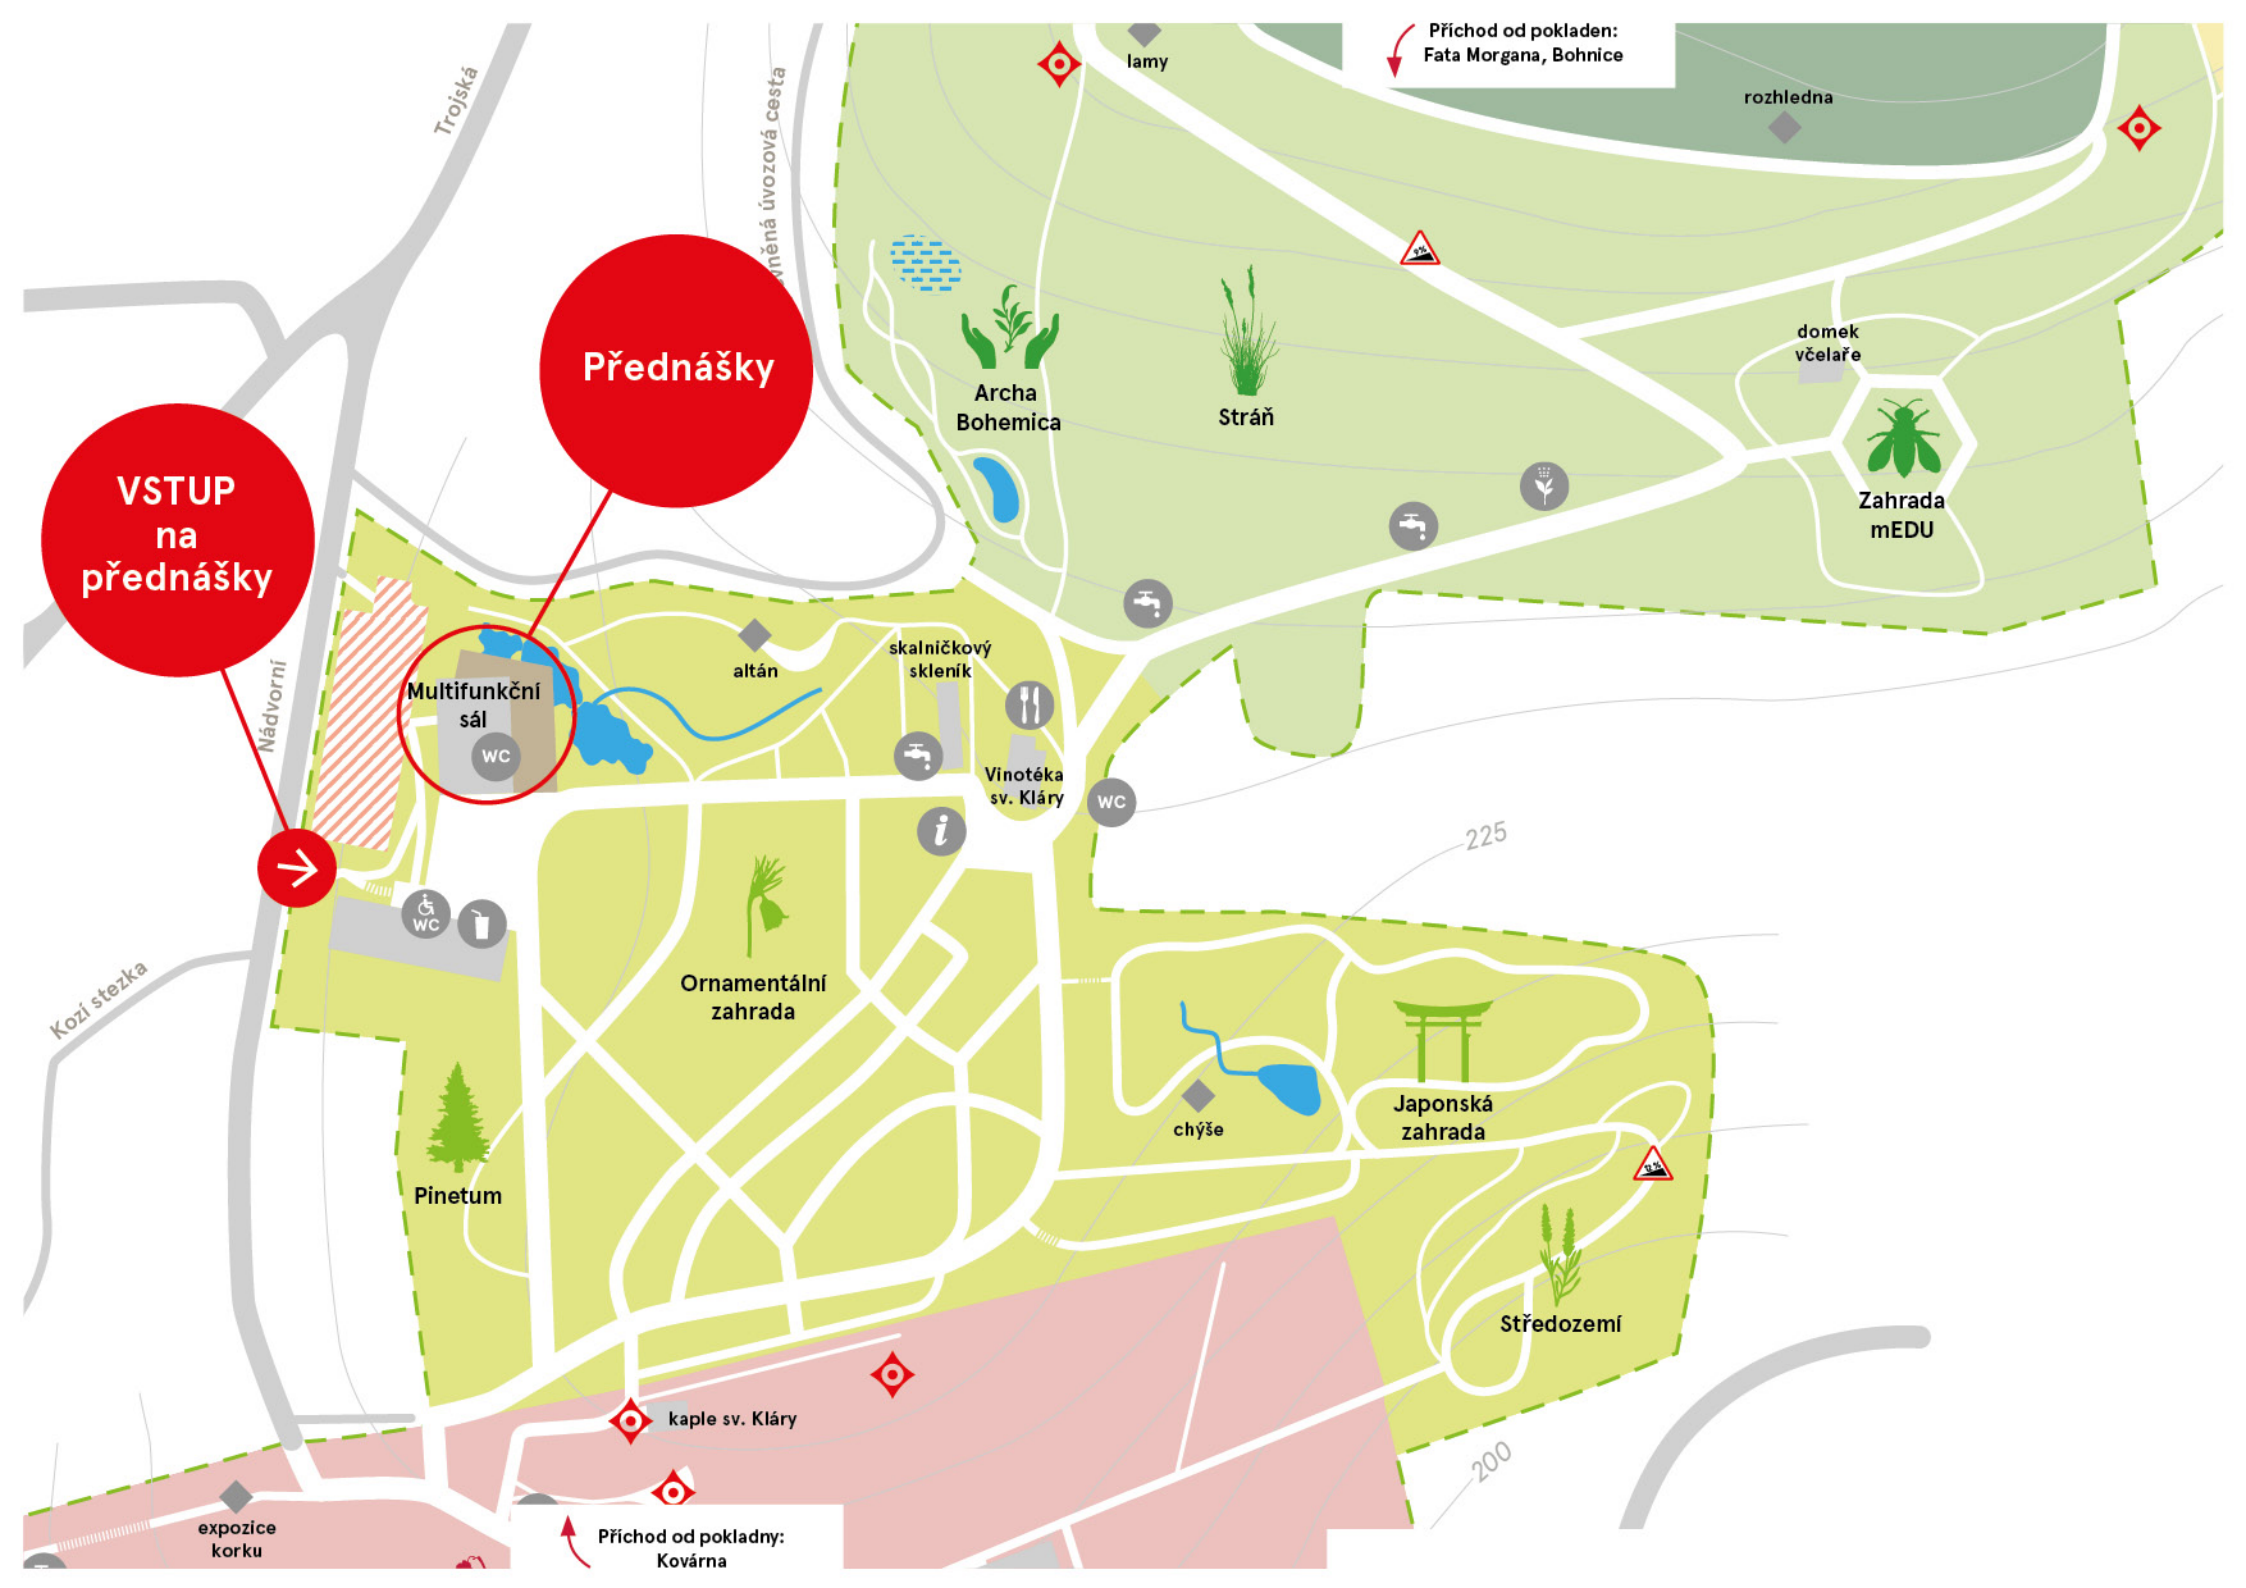 Příchod od pokladen:
Fata Morgana, Bohnice
lamy
rozhledna
Trojská
úvozová cesta
9%
domek
včelaře
Přednášky
Archa
Bohemica
Stráň
Zahrada
mEDU
VSTUP
na
přednášky
Nádvorní
altán
skalničkový
skleník
Multifunkční
sál
WC
Vinotéka
sv. Kláry
WC
i
225
WC
Kozí stezka
Ornamentální
zahrada
Japonská
zahrada
chýše
12%
Pinetum
Středozemí
kaple sv. Kláry
200
expozice
korku
Příchod od pokladny:
Kovárna